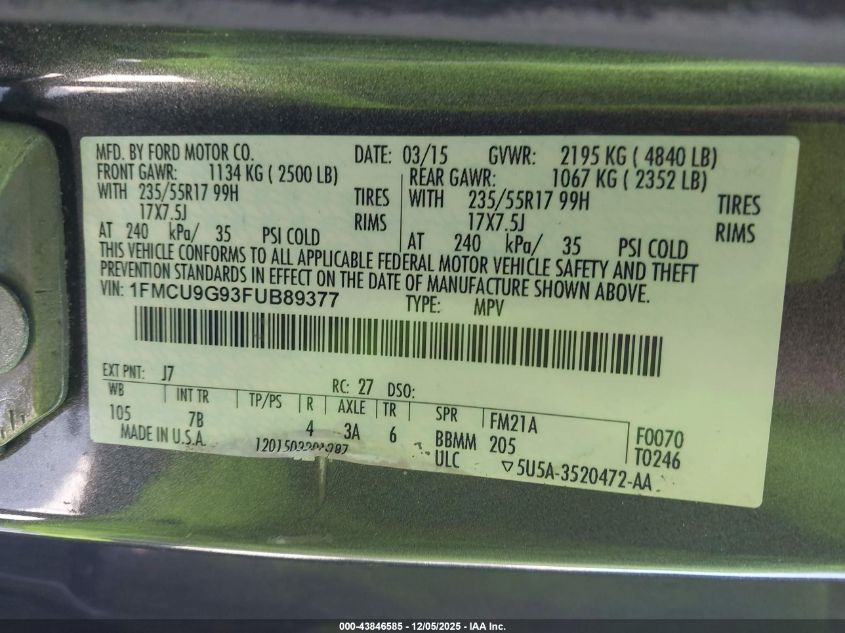 MFD. BY FORD MOTOR CO. DATE: 03/15 GVWR: 2195 KG ( 4840 LB)
FRONT GAWR: 1134 KG ( 2500 LB) REAR GAWR: 1067 KG ( 2352 LB)
WITH 235/55R17 99H TIRES WITH 235/55R17 99H TIRES
17X7.5J RIMS 17X7.5J RIMS
AT 240 kPa/ 35 PSI COLD AT 240 kPa/ 35 PSI COLD
THIS VEHICLE CONFORMS TO ALL APPLICABLE FEDERAL MOTOR VEHICLE SAFETY AND THEFT
PREVENTION STANDARDS IN EFFECT ON THE DATE OF MANUFACTURE SHOWN ABOVE.
VIN: 1FMCU9G93FUB89377 TYPE: MPV
EXT PNT: J7 RC: 27 DSO:
WB INT TR TP/PS R AXLE TR SPR FM21A F0070
105 7B 4 3A 6 BBMM 205 T0246
MADE IN U.S.A. ULC ▽5U5A-3520472-AA
000-43846585 - 12/05/2025 - IAA Inc.